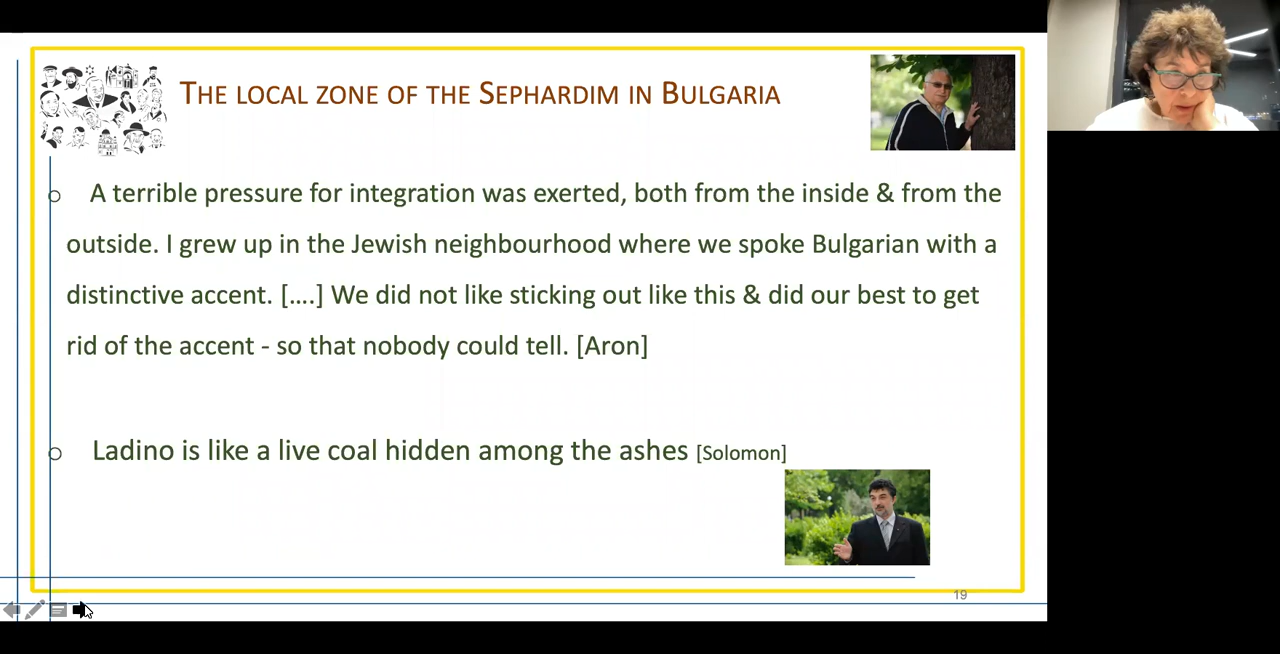 THE LOCAL ZONE OF THE SEPHARDIM IN BULGARIA
A terrible pressure for integration was exerted, both from the inside & from the
outside. I grew up in the Jewish neighbourhood where we spoke Bulgarian with a
distinctive accent. [....] We did not like sticking out like this & did our best to get
rid of the accent - so that nobody could tell. [Aron]
Ladino is like a live coal hidden among the ashes [Solomon]
19